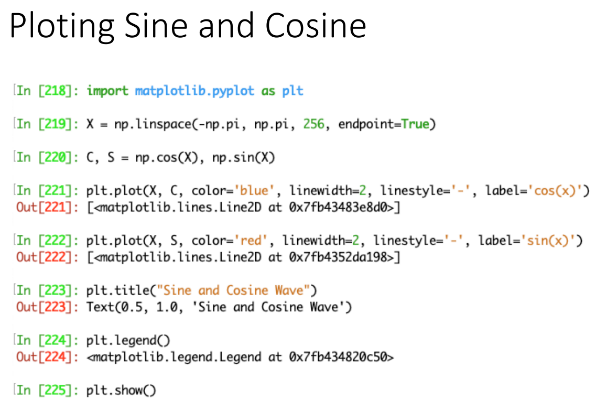 Ploting Sine and Cosine
In [218]: import matplotlib.pyplot as plt
In [219]: X = np.linspace(-np.pi, np.pi, 256, endpoint=True)
In [220]: C, S = np.cos(X), np.sin(X)
In [221]: plt.plot(X, C, color='blue', linewidth=2, linestyle='-', label='cos(x)')
Out[221]: [<matplotlib.lines.Line2D at 0x7fb43483e8d0>]
In [222]: plt.plot(X, S, color='red', linewidth=2, linestyle='-', label='sin(x)')
Out[222]: [<matplotlib.lines.Line2D at 0x7fb4352da198>]
In [223]: plt.title("Sine and Cosine Wave")
Out[223]: Text(0.5, 1.0, 'Sine and Cosine Wave')
In [224]: plt.legend()
Out[224]: <matplotlib.legend.Legend at 0x7fb434820c50>
In [225]: plt.show()